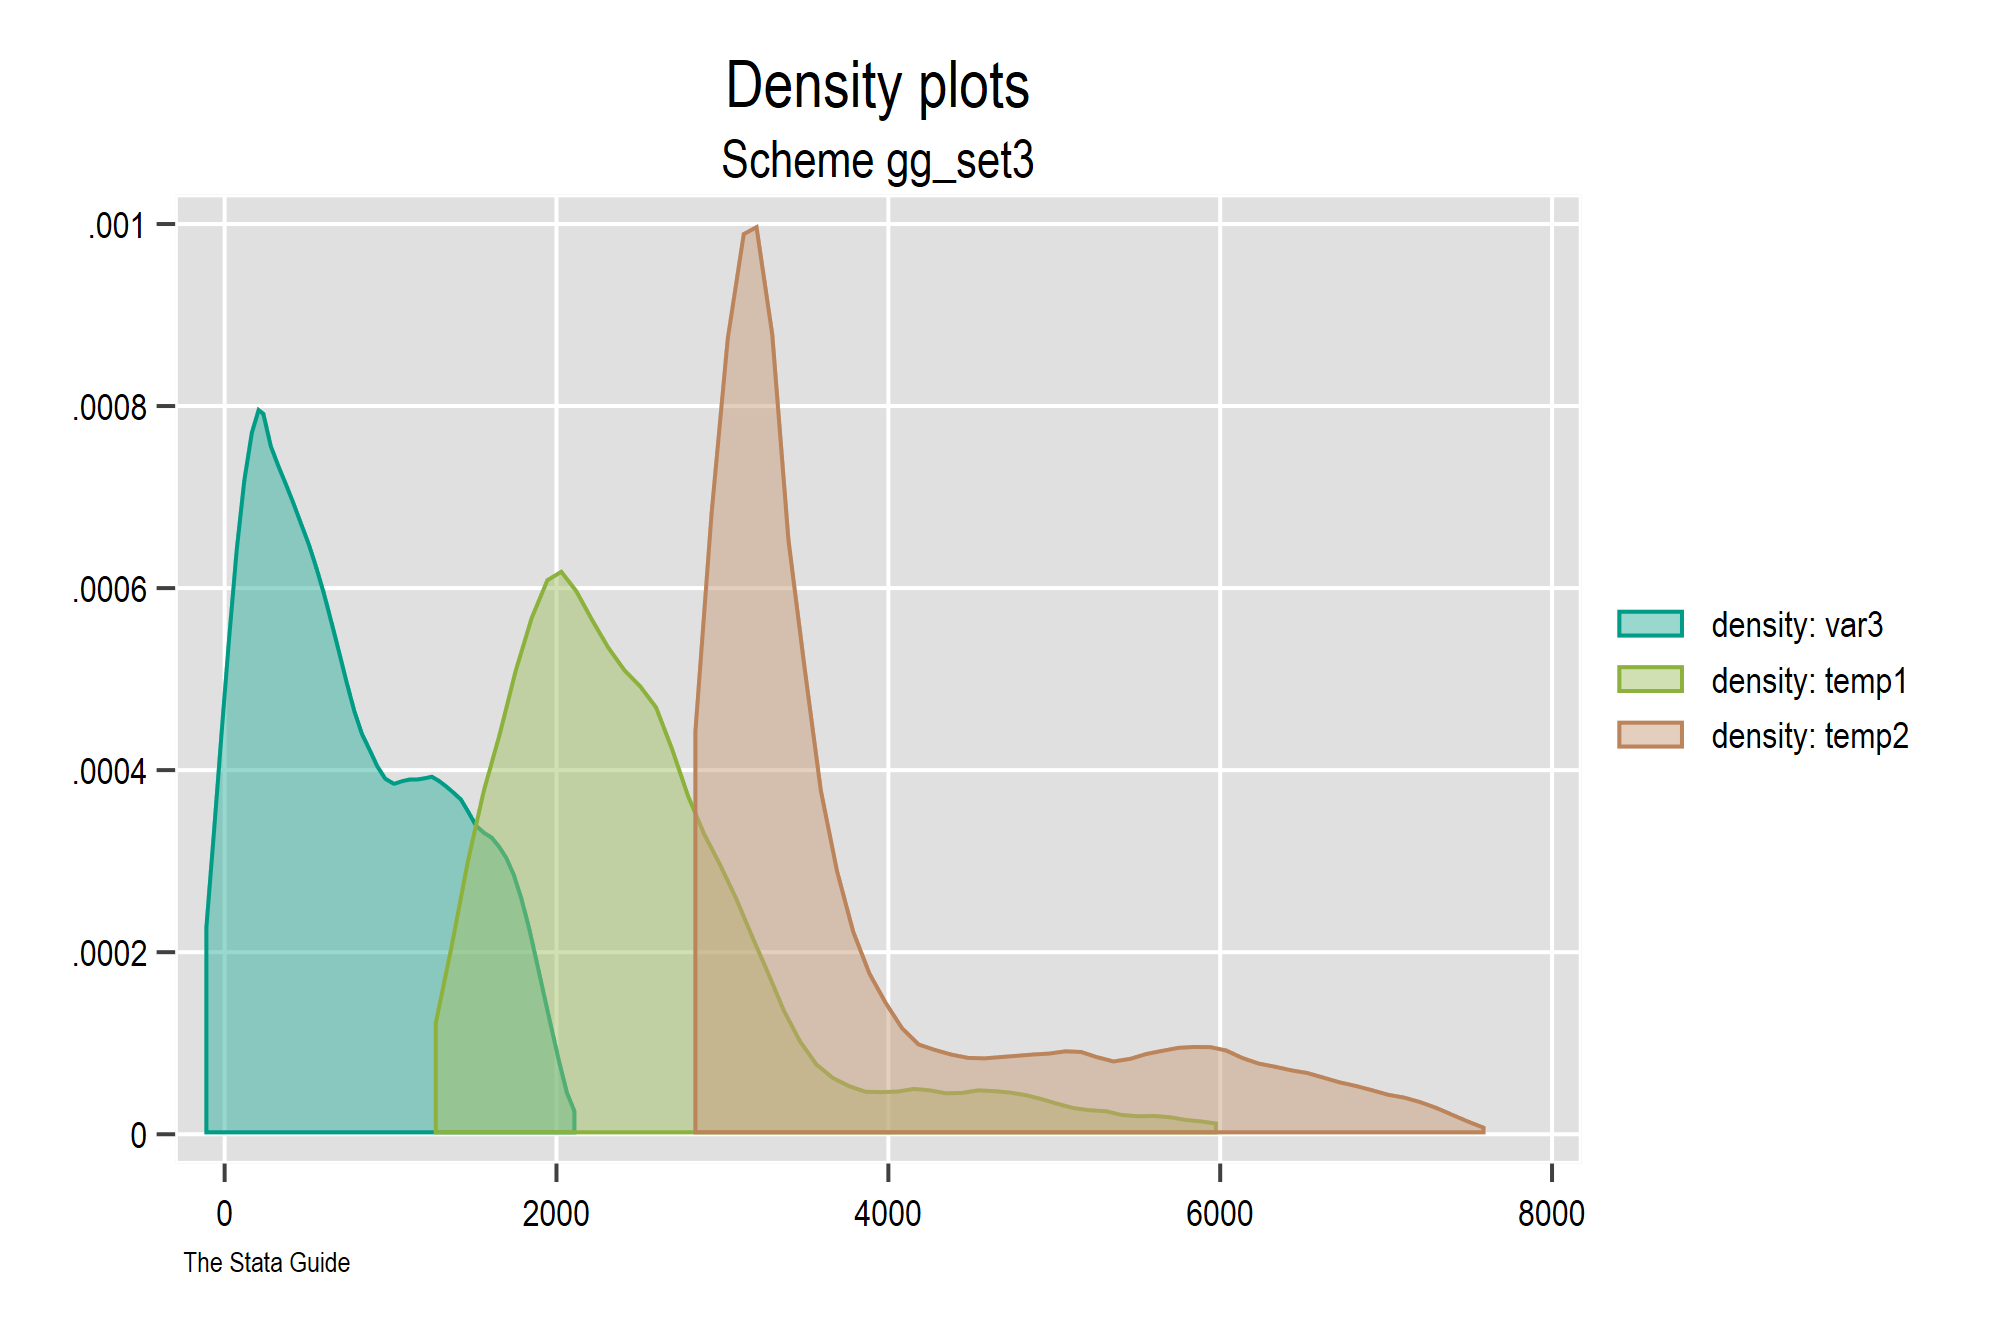 Density plots
Scheme gg_set3
.001
.0008
.0006
.0004
.0002
0
0 2000 4000 6000 8000
density: var3
density: temp1
density: temp2
The Stata Guide